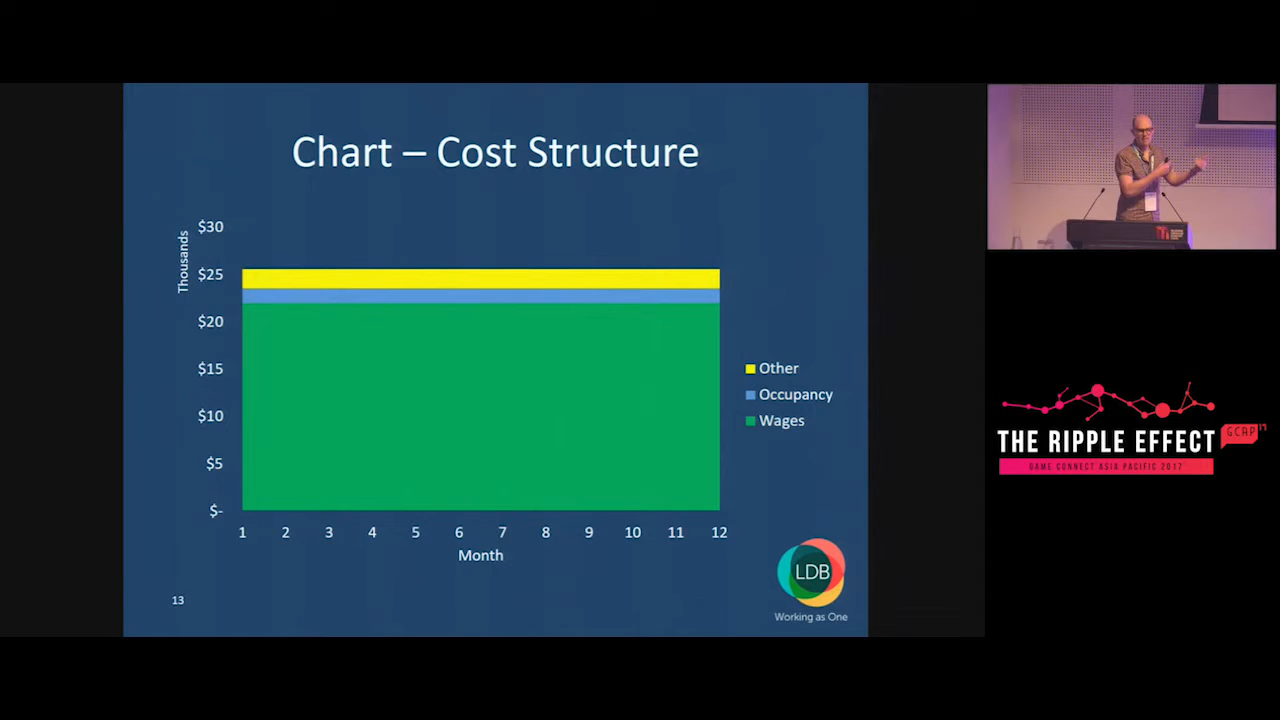 Chart – Cost Structure
Thousands
$30
$25
$20
$15
$10
$5
$-
1 2 3 4 5 6 7 8 9 10 11 12
Month
Other
Occupancy
Wages
13
LDB
Working as One
THE RIPPLE EFFECT
GCAP 17
GAME CONNECT ASIA PACIFIC 2017